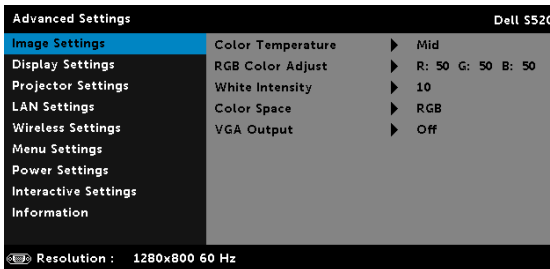 Advanced Settings Dell S520
Image Settings Color Temperature Mid
Display Settings RGB Color Adjust R: 50 G: 50 B: 50
Projector Settings White Intensity 10
LAN Settings Color Space RGB
Wireless Settings VGA Output Off
Menu Settings
Power Settings
Interactive Settings
Information
Resolution : 1280x800 60 Hz